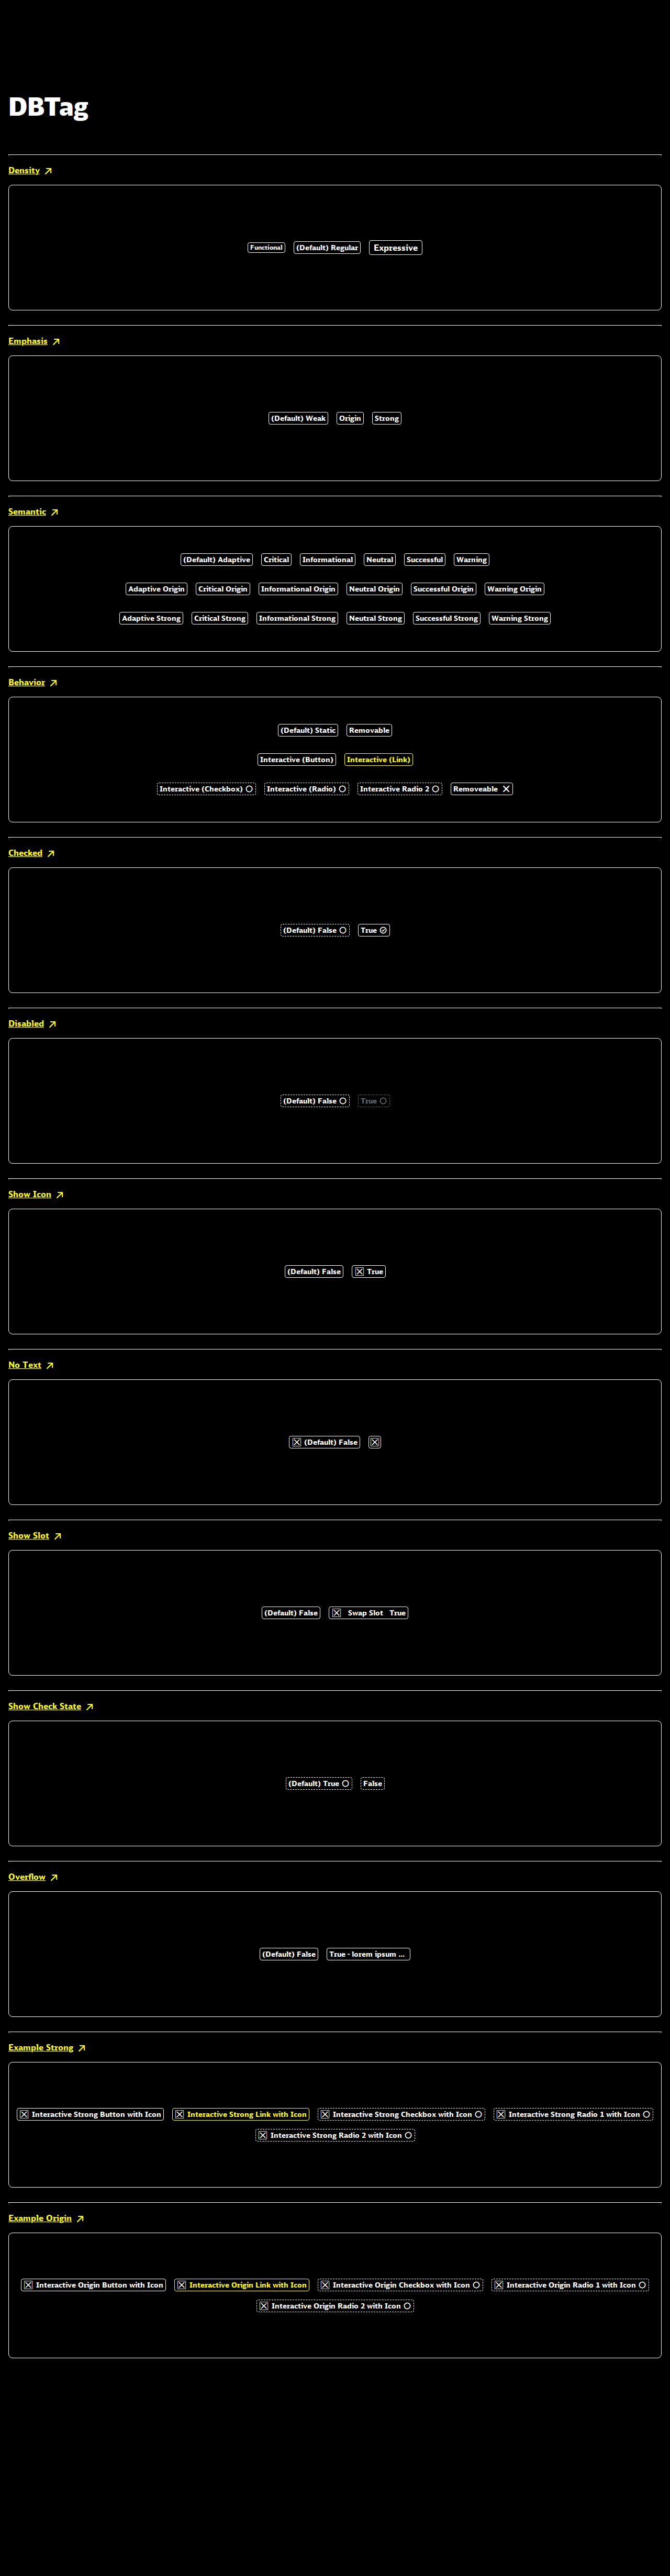 DBTag
Density
Functional (Default) Regular Expressive
Emphasis
(Default) Weak Origin Strong
Semantic
(Default) Adaptive Critical Informational Neutral Successful Warning
Adaptive Origin Critical Origin Informational Origin Neutral Origin Successful Origin Warning Origin
Adaptive Strong Critical Strong Informational Strong Neutral Strong Successful Strong Warning Strong
Behavior
(Default) Static Removable
Interactive (Button) Interactive (Link)
Interactive (Checkbox) Interactive (Radio) Interactive Radio 2 Removeable
Checked
(Default) False True
Disabled
(Default) False True
Show Icon
(Default) False True
No Text
(Default) False
Show Slot
(Default) False Swap Slot True
Show Check State
(Default) True False
Overflow
(Default) False True - lorem ipsum ...
Example Strong
Interactive Strong Button with Icon Interactive Strong Link with Icon Interactive Strong Checkbox with Icon Interactive Strong Radio 1 with Icon
Interactive Strong Radio 2 with Icon
Example Origin
Interactive Origin Button with Icon Interactive Origin Link with Icon Interactive Origin Checkbox with Icon Interactive Origin Radio 1 with Icon
Interactive Origin Radio 2 with Icon